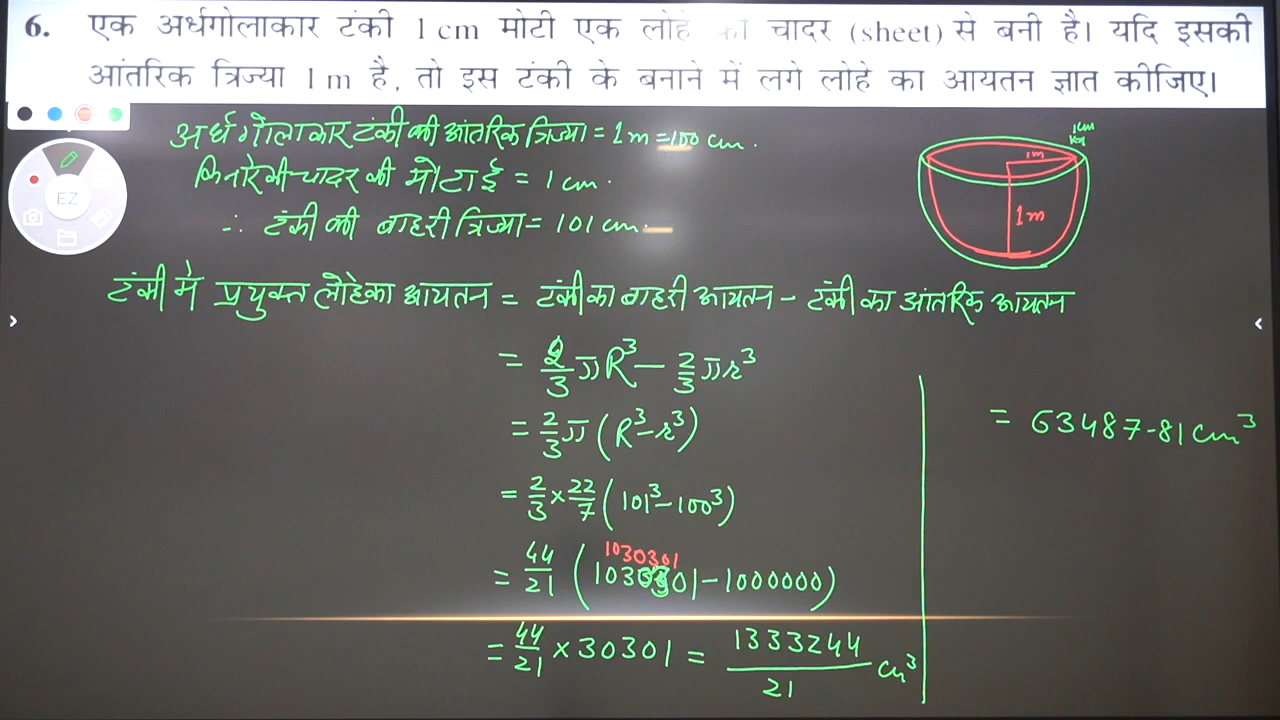 6. एक अर्धगोलाकार टंकी 1 cm मोटी एक लोहे की चादर (sheet) से बनी है। यदि इसकी
आंतरिक त्रिज्या 1 m है, तो इस टंकी के बनाने में लगे लोहे का आयतन ज्ञात कीजिए।
अर्धगोलाकार टंकी की आंतरिक त्रिज्या = 1m = 100 cm.
की चादर की मोटाई = 1 cm.
∴ टंकी की बाहरी त्रिज्या = 101 cm.
1cm
1m
1m
EZ
टंकी में प्रयुक्त लोहे का आयतन = टंकी का बाहरी आयतन - टंकी का आंतरिक आयतन
= 2/3 πR³ - 2/3 πr³
= 2/3 π (R³-r³)
= 2/3 × 22/7 (101³-100³)
1030301
= 44/21 (1030301-1000000)
= 44/21 × 30301 = 1333244/21 cm³
= 63487.81 cm³